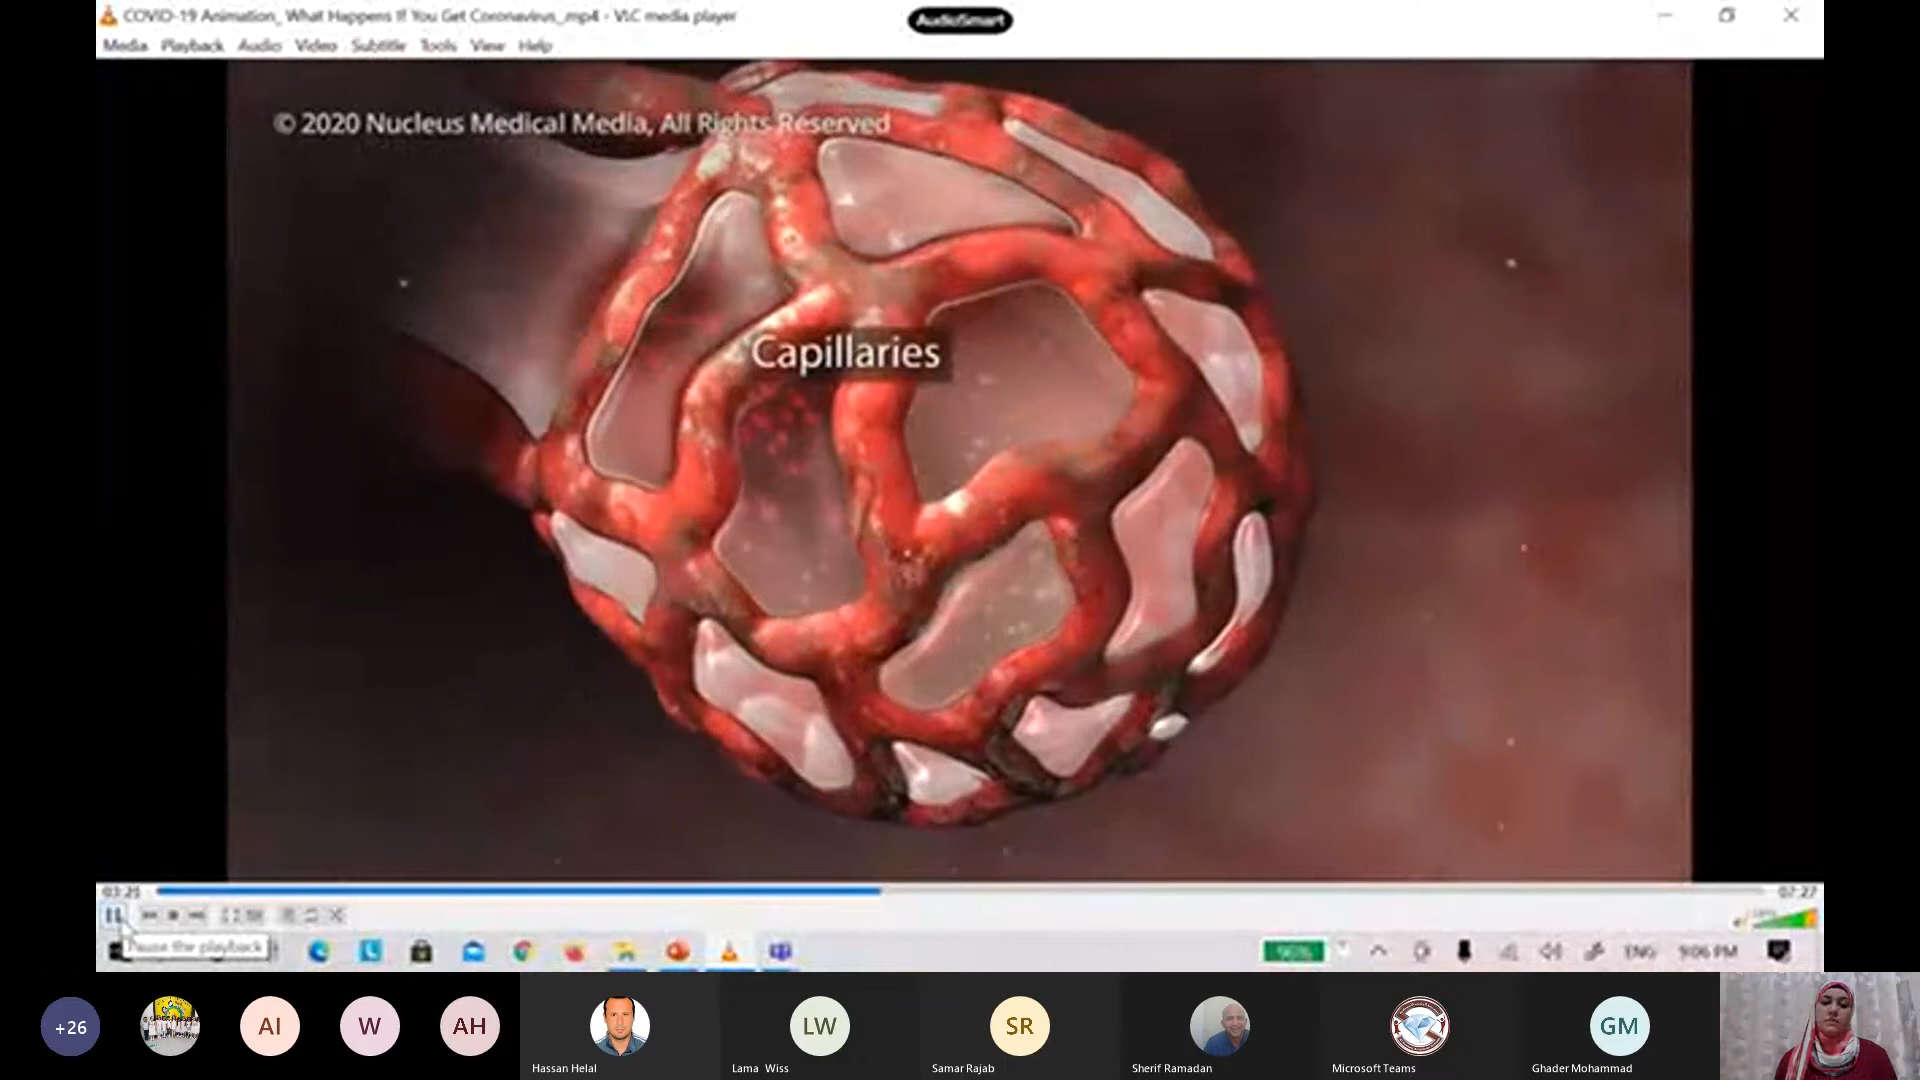 COVID-19 Animation_ What Happens If You Get Coronavirus_.mp4 - VLC media player
AudioSmart
Media Playback Audio Video Subtitle Tools View Help
© 2020 Nucleus Medical Media, All Rights Reserved
Capillaries
03:21
07:27
Pause the playback
ENG
9:06 PM
+26
AI
W
AH
LW
SR
GM
Hassan Helal
Lama Wiss
Samar Rajab
Sherif Ramadan
Microsoft Teams
Ghader Mohammad